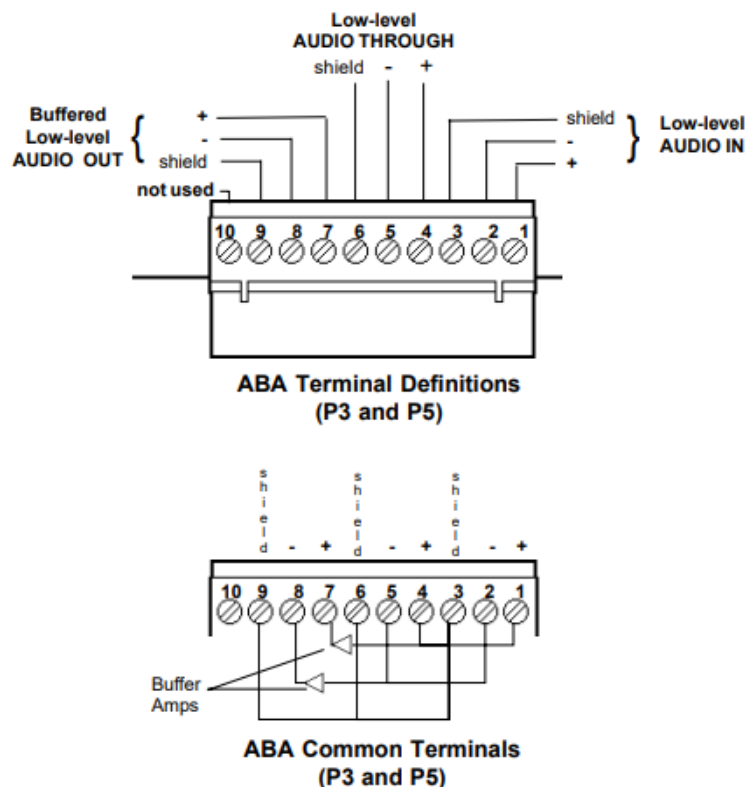 Low-level
AUDIO THROUGH
shield - +
Buffered
Low-level
AUDIO OUT
+
-
shield
not used
shield
-
+
Low-level
AUDIO IN
10 9 8 7 6 5 4 3 2 1
ABA Terminal Definitions
(P3 and P5)
shield shield shield
- + - + - +
10 9 8 7 6 5 4 3 2 1
Buffer
Amps
ABA Common Terminals
(P3 and P5)